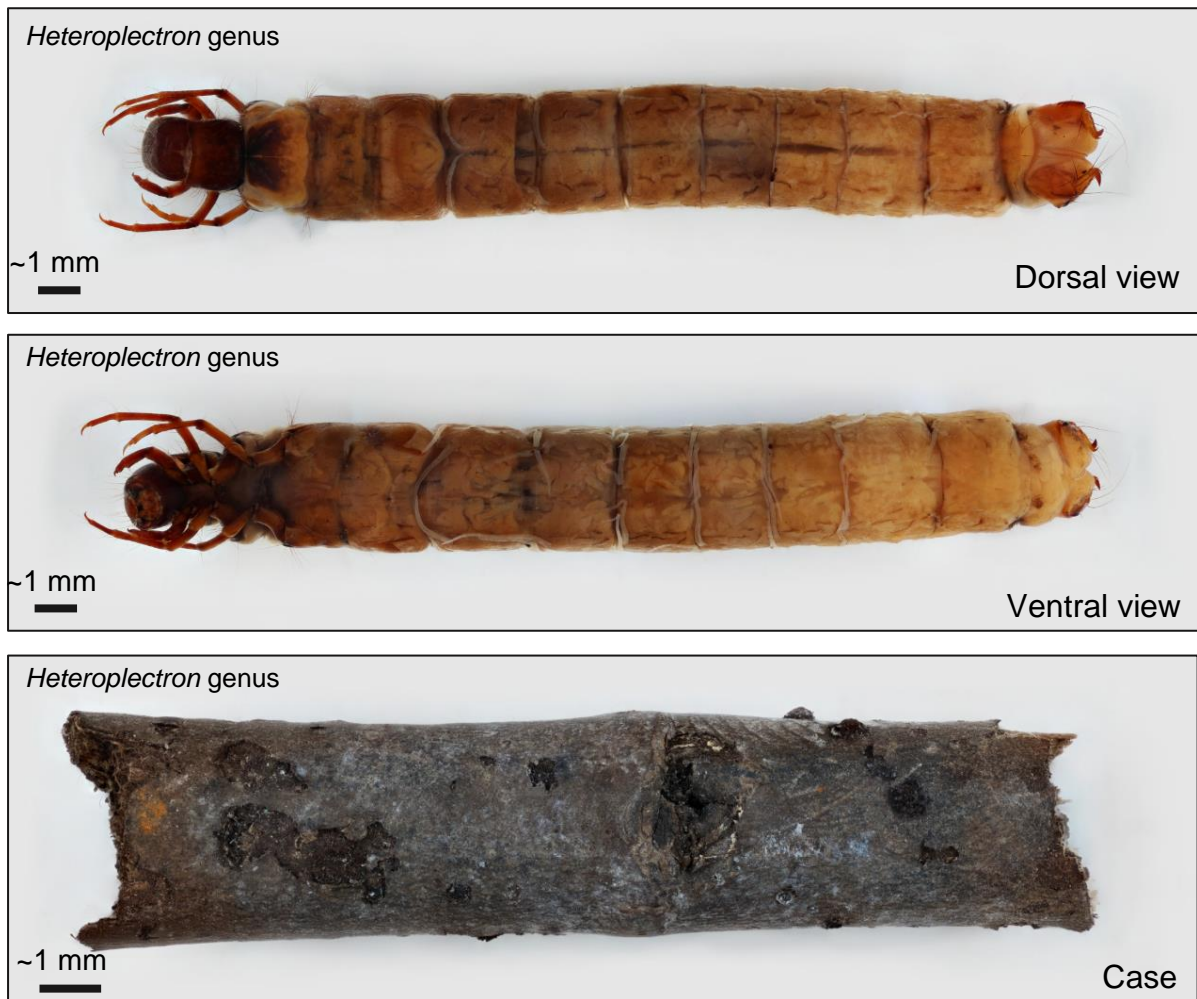 Heteroplectron genus
~1 mm
Dorsal view
Heteroplectron genus
~1 mm
Ventral view
Heteroplectron genus
~1 mm
Case